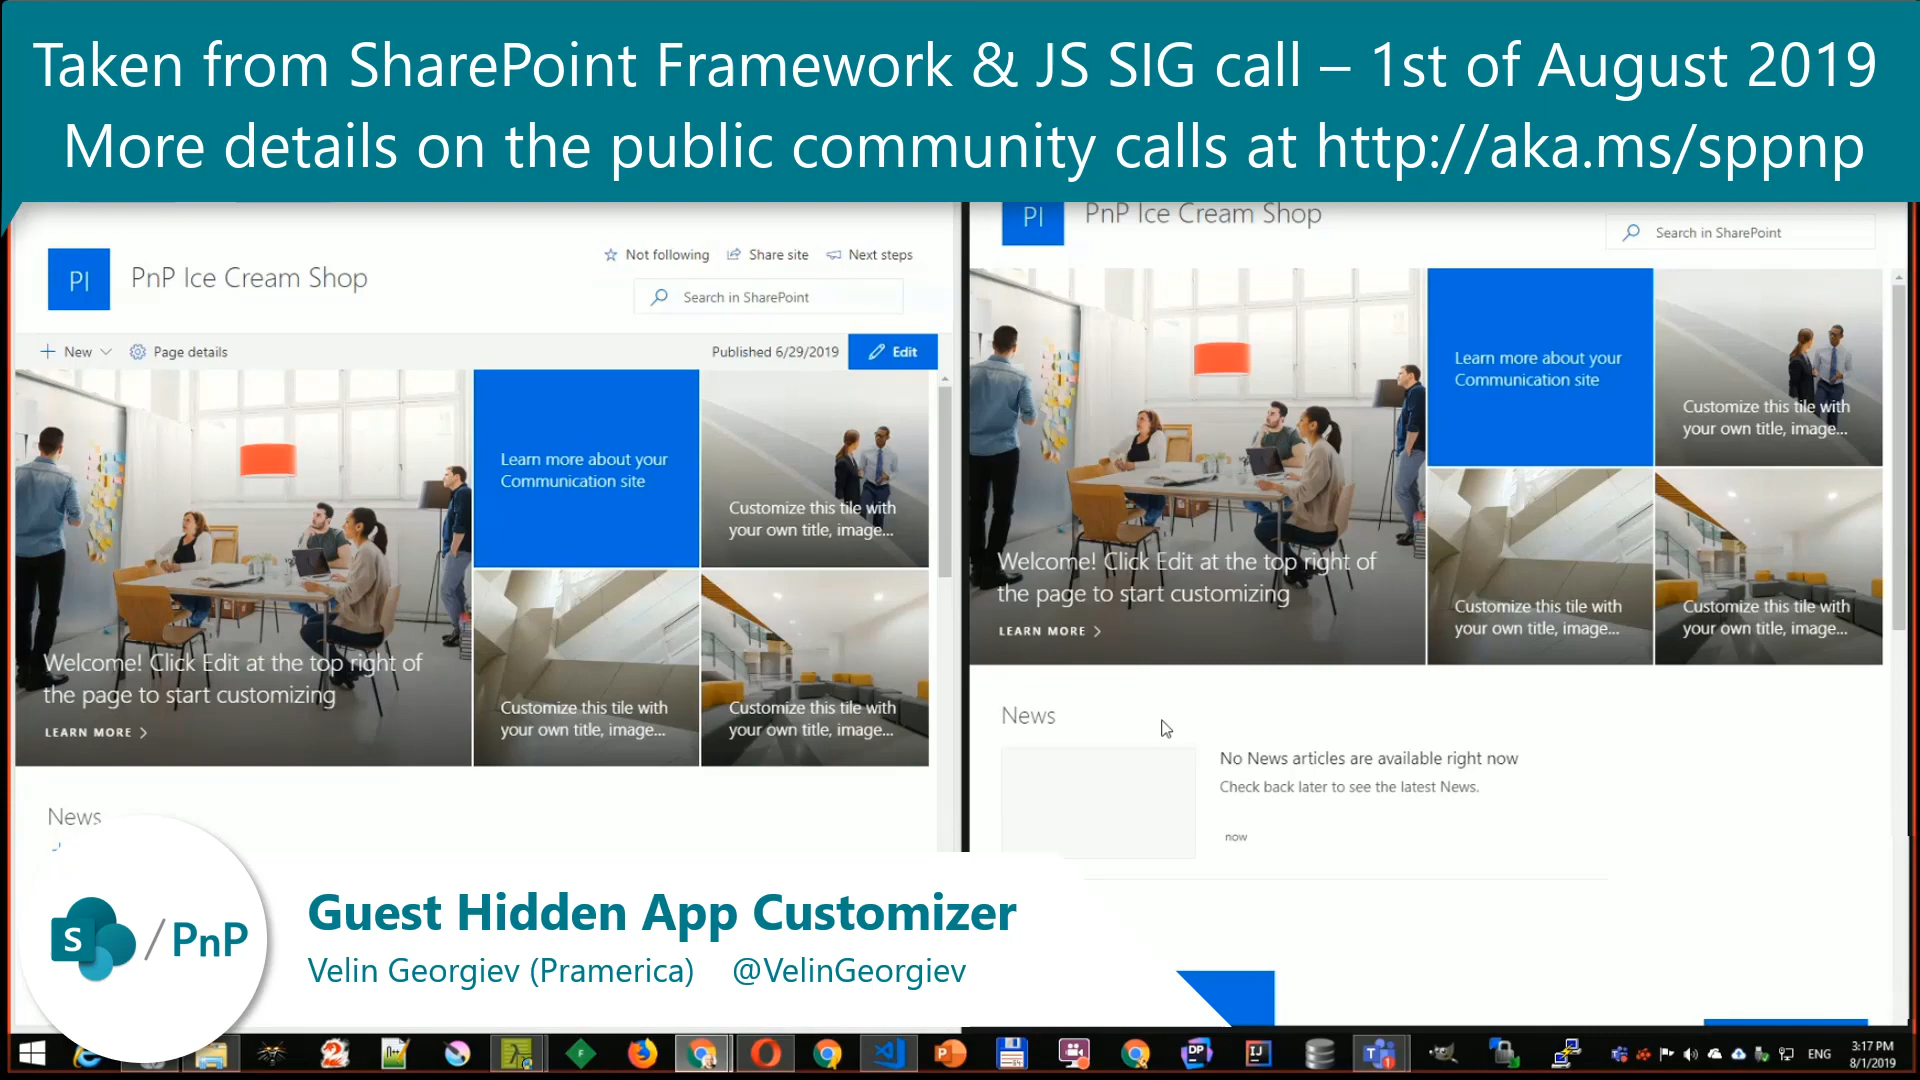 Taken from SharePoint Framework & JS SIG call – 1st of August 2019
More details on the public community calls at http://aka.ms/sppnp
PI
PnP Ice Cream Shop
Not following
Share site
Next steps
Search in SharePoint
New
Page details
Published 6/29/2019
Edit
Learn more about your
Communication site
Customize this tile with
your own title, image...
Welcome! Click Edit at the top right of
the page to start customizing
LEARN MORE
Customize this tile with
your own title, image...
Customize this tile with
your own title, image...
News
PI
PnP Ice Cream Shop
Search in SharePoint
Learn more about your
Communication site
Customize this tile with
your own title, image...
Welcome! Click Edit at the top right of
the page to start customizing
LEARN MORE
Customize this tile with
your own title, image...
Customize this tile with
your own title, image...
News
No News articles are available right now
Check back later to see the latest News.
now
S / PnP
Guest Hidden App Customizer
Velin Georgiev (Pramerica) @VelinGeorgiev
ENG
3:17 PM
8/1/2019